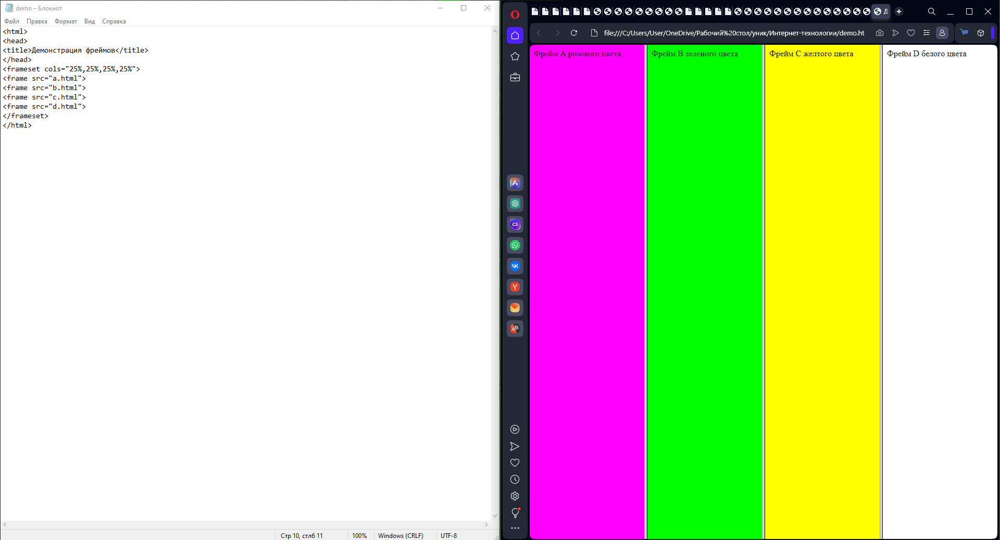 demo – Блокнот
Файл Правка Формат Вид Справка
<html>
<head>
<title>Демонстрация фреймов</title>
</head>
<frameset cols="25%,25%,25%,25%">
<frame src="a.html">
<frame src="b.html">
<frame src="c.html">
<frame src="d.html">
</frameset>
</html>
Стр 10, стлб 11 100% Windows (CRLF) UTF-8
Д
file:///C:/Users/User/OneDrive/Рабочий%20стол/уник/Интернет-технологии/demo.ht
CS
Фрейм A розового цвета
Фрейм B зеленого цвета
Фрейм C желтого цвета
Фрейм D белого цвета